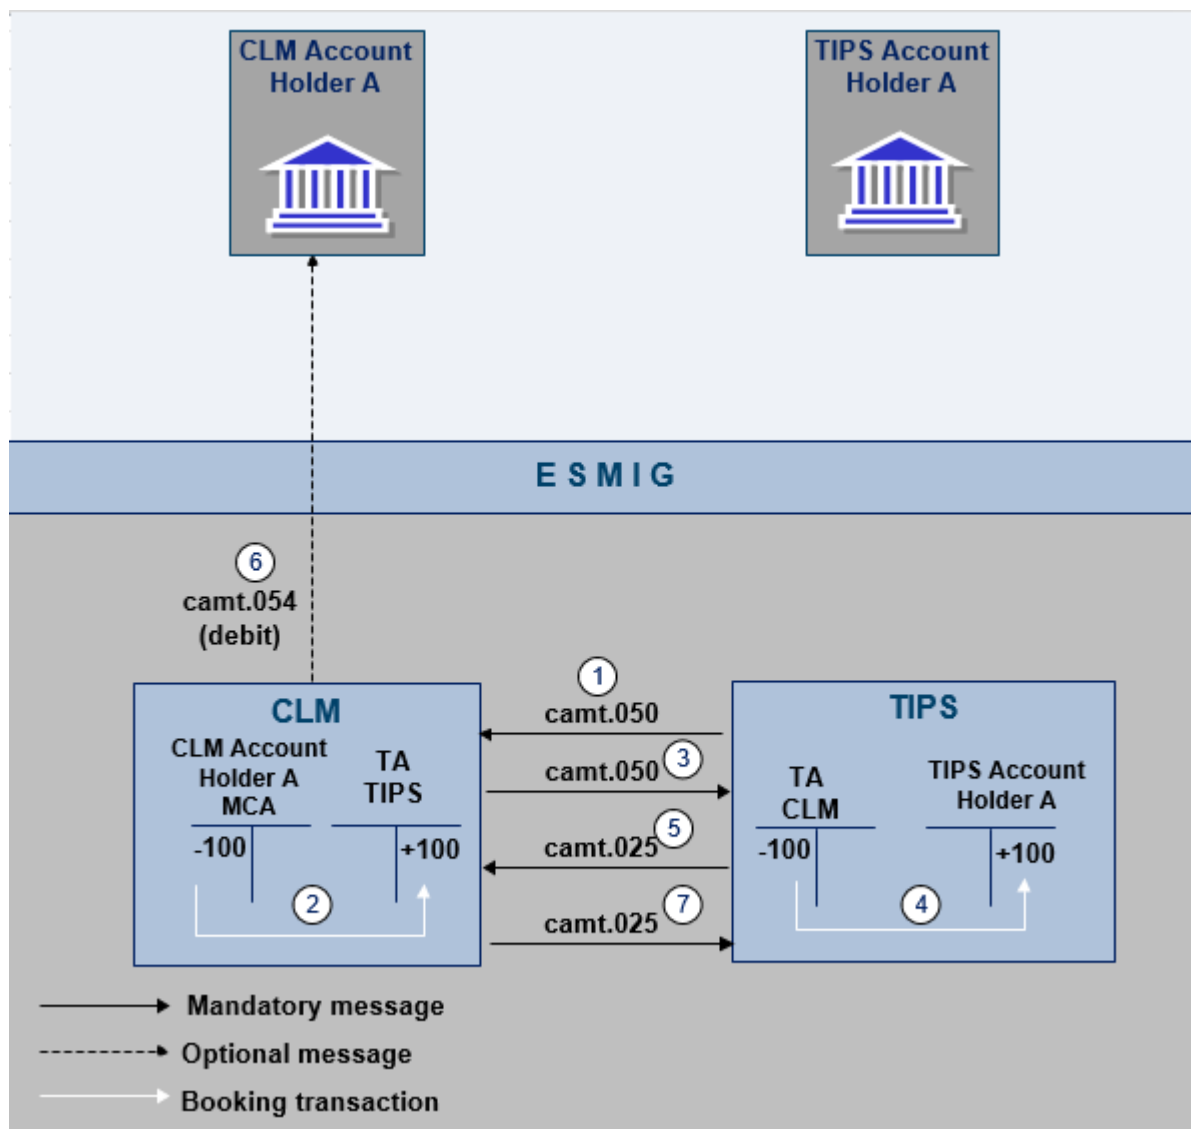 CLM Account
Holder A
TIPS Account
Holder A
E S M I G
6
camt.054
(debit)
1
camt.050
3
camt.050
5
camt.025
7
camt.025
CLM
CLM Account
Holder A
MCA
TA
TIPS
-100
+100
2
TIPS
TA
CLM
TIPS Account
Holder A
-100
+100
4
Mandatory message
Optional message
Booking transaction